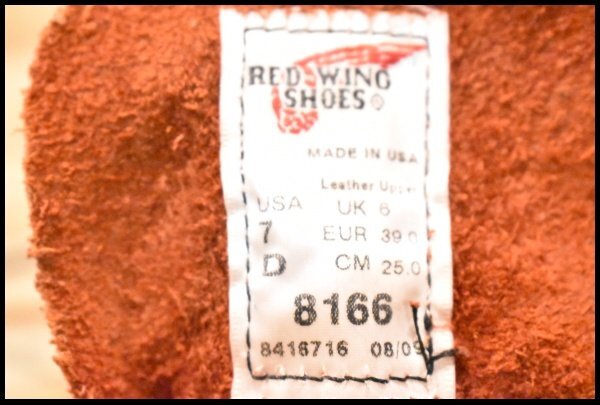 RED WING
SHOES®
MADE IN USA
Leather Upper
USA UK 6
7 EUR 39.0
D CM 25.0
8166
8416716 08/09